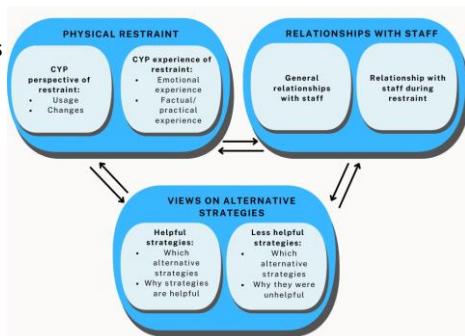 s
PHYSICAL RESTRAINT
CYP
perspective of
restraint:
• Usage
• Changes
CYP experience of
restraint:
• Emotional
experience
• Factual/
practical
experience
RELATIONSHIPS WITH STAFF
General
relationships
with staff
Relationship with
staff during
restraint
VIEWS ON ALTERNATIVE
STRATEGIES
Helpful
strategies:
• Which
alternative
strategies
• Why strategies
are helpful
Less helpful
strategies:
• Which
alternative
strategies
• Why they were
unhelpful